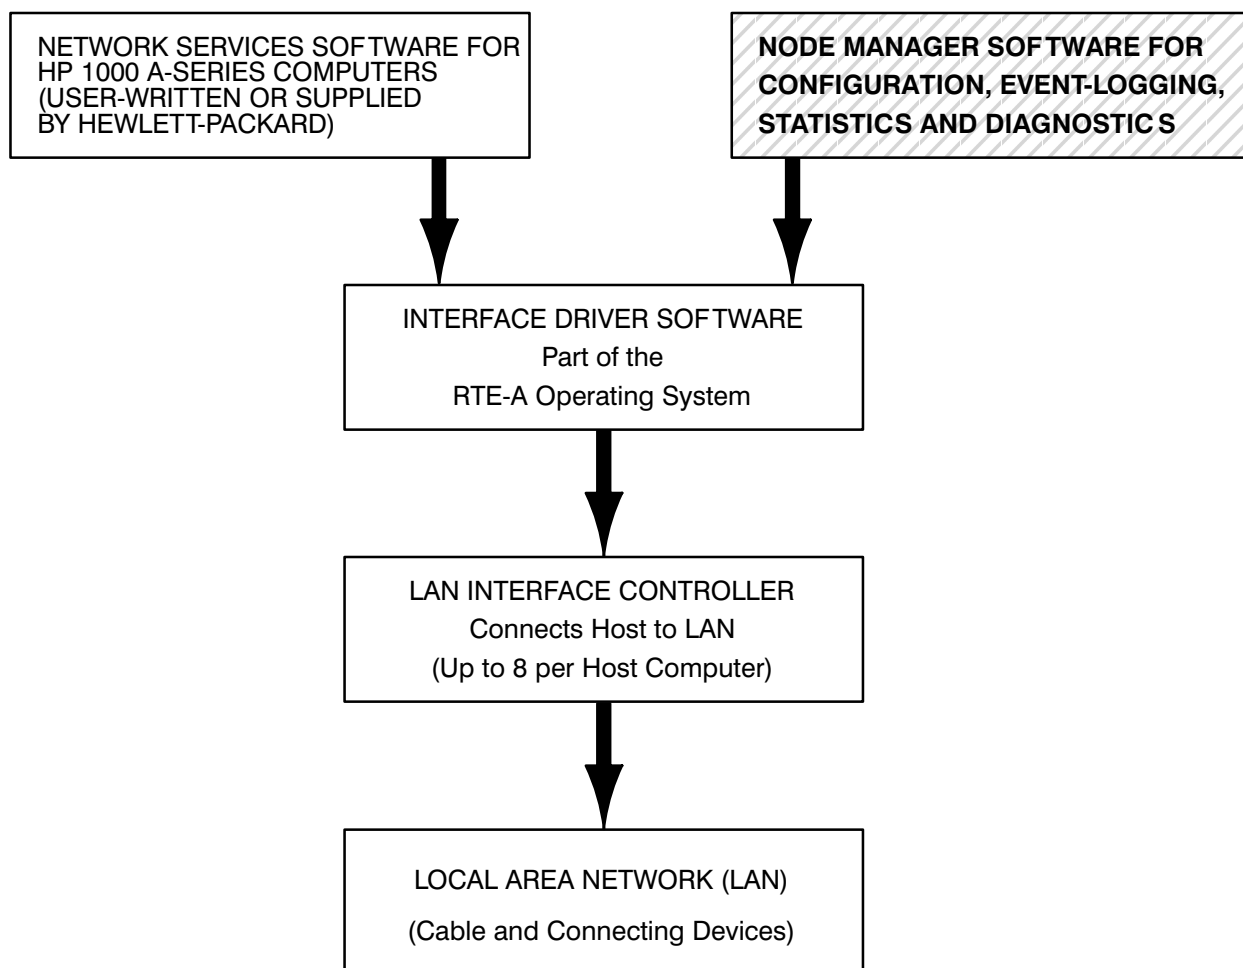 NETWORK SERVICES SOFTWARE FOR
HP 1000 A-SERIES COMPUTERS
(USER-WRITTEN OR SUPPLIED
BY HEWLETT-PACKARD)
NODE MANAGER SOFTWARE FOR
CONFIGURATION, EVENT-LOGGING,
STATISTICS AND DIAGNOSTICS
INTERFACE DRIVER SOFTWARE
Part of the
RTE-A Operating System
LAN INTERFACE CONTROLLER
Connects Host to LAN
(Up to 8 per Host Computer)
LOCAL AREA NETWORK (LAN)
(Cable and Connecting Devices)